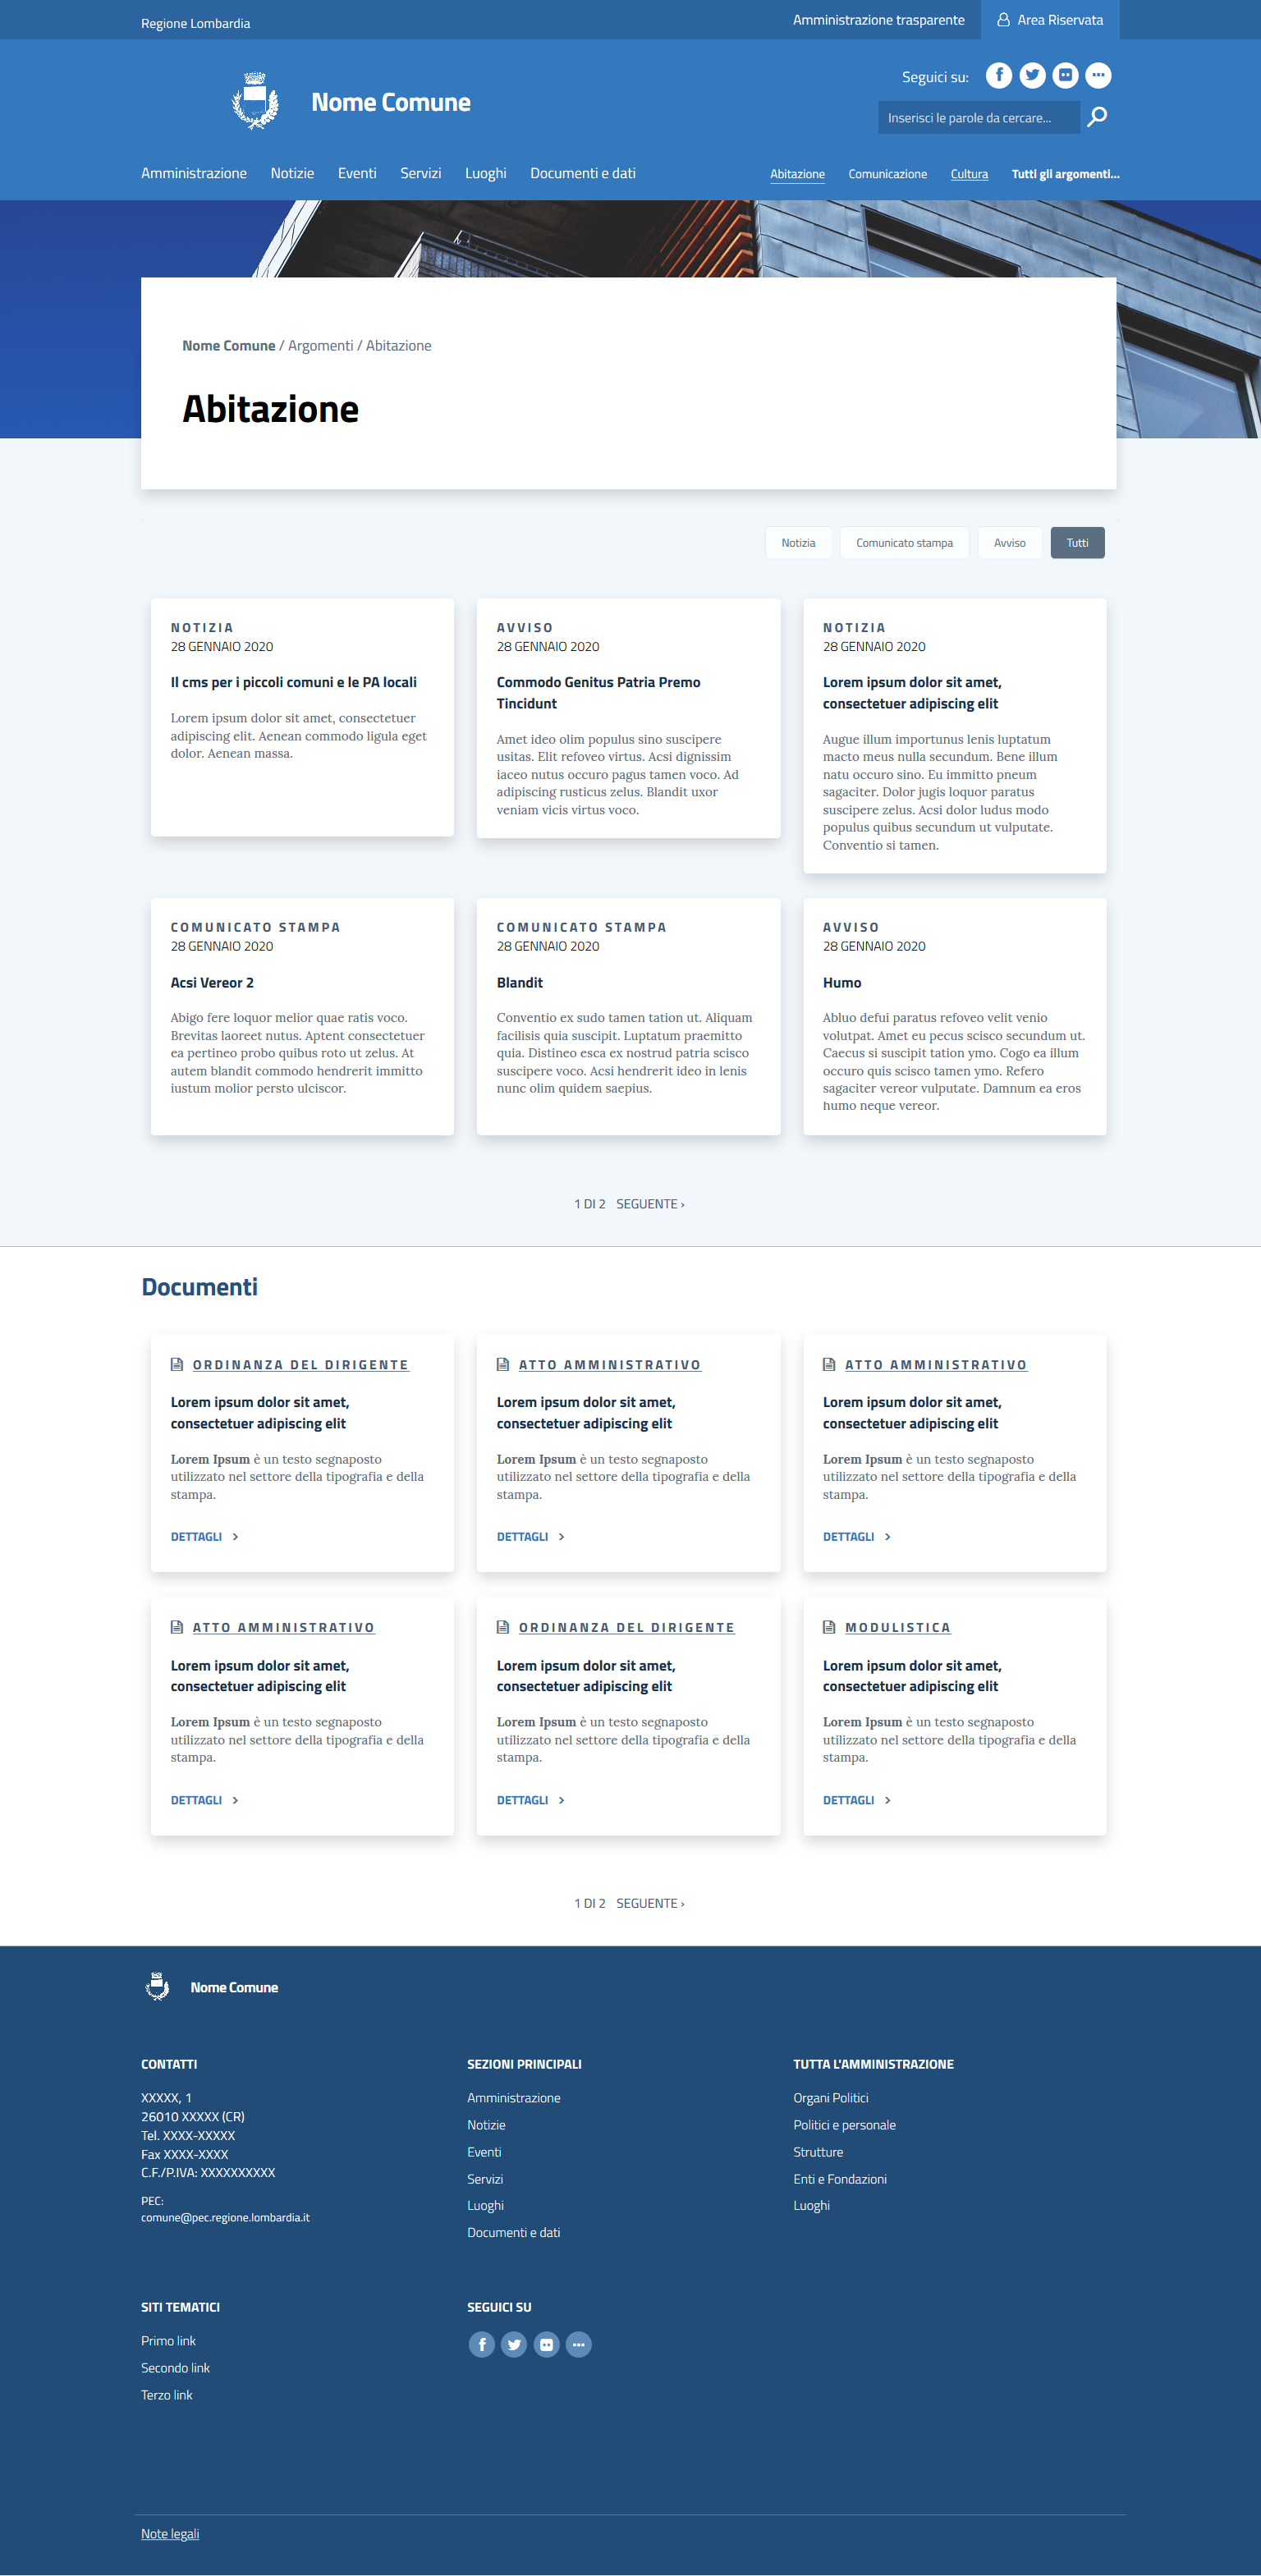 Regione Lombardia
Amministrazione trasparente
Area Riservata
Nome Comune
Seguici su:
Inserisci le parole da cercare...
Amministrazione Notizie Eventi Servizi Luoghi Documenti e dati
Abitazione Comunicazione Cultura Tutti gli argomenti...
Nome Comune / Argomenti / Abitazione
Abitazione
Notizia Comunicato stampa Avviso Tutti
NOTIZIA
28 GENNAIO 2020
Il cms per i piccoli comuni e le PA locali
Lorem ipsum dolor sit amet, consectetuer
adipiscing elit. Aenean commodo ligula eget
dolor. Aenean massa.
AVVISO
28 GENNAIO 2020
Commodo Genitus Patria Premo
Tincidunt
Amet ideo olim populus sino suscipere
usitas. Elit refoveo virtus. Acsi dignissim
iaceo nutus occuro pagus tamen voco. Ad
adipiscing rusticus zelus. Blandit uxor
veniam vicis virtus voco.
NOTIZIA
28 GENNAIO 2020
Lorem ipsum dolor sit amet,
consectetuer adipiscing elit
Augue illum importunus lenis luptatum
macto meus nulla secundum. Bene illum
natu occuro sino. Eu immitto pneum
sagaciter. Dolor jugis loquor paratus
suscipere zelus. Acsi dolor ludus modo
populus quibus secundum ut vulputate.
Conventio si tamen.
COMUNICATO STAMPA
28 GENNAIO 2020
Acsi Vereor 2
Abigo fere loquor melior quae ratis voco.
Brevitas laoreet nutus. Aptent consectetuer
ea pertineo probo quibus roto ut zelus. At
autem blandit commodo hendrerit immitto
iustum molior persto ulciscor.
COMUNICATO STAMPA
28 GENNAIO 2020
Blandit
Conventio ex sudo tamen tation ut. Aliquam
facilisis quia suscipit. Luptatum praemitto
quia. Distineo esca ex nostrud patria scisco
suscipere voco. Acsi hendrerit ideo in lenis
nunc olim quidem saepius.
AVVISO
28 GENNAIO 2020
Humo
Abluo defui paratus refoveo velit venio
volutpat. Amet eu pecus scisco secundum ut.
Caecus si suscipit tation ymo. Cogo ea illum
occuro quis scisco tamen ymo. Refero
sagaciter vereor vulputate. Damnum ea eros
humo neque vereor.
1 DI 2 SEGUENTE ›
Documenti
ORDINANZA DEL DIRIGENTE
Lorem ipsum dolor sit amet,
consectetuer adipiscing elit
Lorem Ipsum è un testo segnaposto
utilizzato nel settore della tipografia e della
stampa.
DETTAGLI
ATTO AMMINISTRATIVO
Lorem ipsum dolor sit amet,
consectetuer adipiscing elit
Lorem Ipsum è un testo segnaposto
utilizzato nel settore della tipografia e della
stampa.
DETTAGLI
ATTO AMMINISTRATIVO
Lorem ipsum dolor sit amet,
consectetuer adipiscing elit
Lorem Ipsum è un testo segnaposto
utilizzato nel settore della tipografia e della
stampa.
DETTAGLI
ATTO AMMINISTRATIVO
Lorem ipsum dolor sit amet,
consectetuer adipiscing elit
Lorem Ipsum è un testo segnaposto
utilizzato nel settore della tipografia e della
stampa.
DETTAGLI
ORDINANZA DEL DIRIGENTE
Lorem ipsum dolor sit amet,
consectetuer adipiscing elit
Lorem Ipsum è un testo segnaposto
utilizzato nel settore della tipografia e della
stampa.
DETTAGLI
MODULISTICA
Lorem ipsum dolor sit amet,
consectetuer adipiscing elit
Lorem Ipsum è un testo segnaposto
utilizzato nel settore della tipografia e della
stampa.
DETTAGLI
1 DI 2 SEGUENTE ›
Nome Comune
CONTATTI
XXXXX, 1
26010 XXXXX (CR)
Tel. XXXX-XXXXX
Fax XXXX-XXXX
C.F./P.IVA: XXXXXXXXXX
PEC:
comune@pec.regione.lombardia.it
SEZIONI PRINCIPALI
Amministrazione
Notizie
Eventi
Servizi
Luoghi
Documenti e dati
TUTTA L'AMMINISTRAZIONE
Organi Politici
Politici e personale
Strutture
Enti e Fondazioni
Luoghi
SITI TEMATICI
Primo link
Secondo link
Terzo link
SEGUICI SU
Note legali